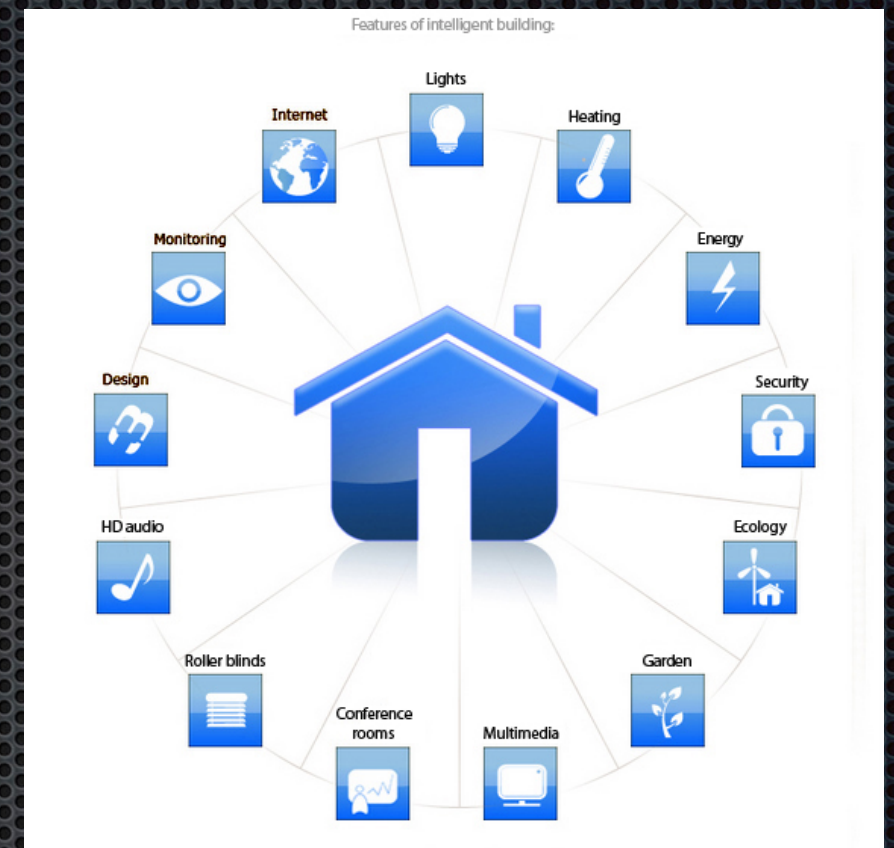 Features of intelligent building:
Lights
Heating
Energy
Security
Ecology
Garden
Multimedia
Conference
rooms
Roller blinds
HD audio
Design
Monitoring
Internet